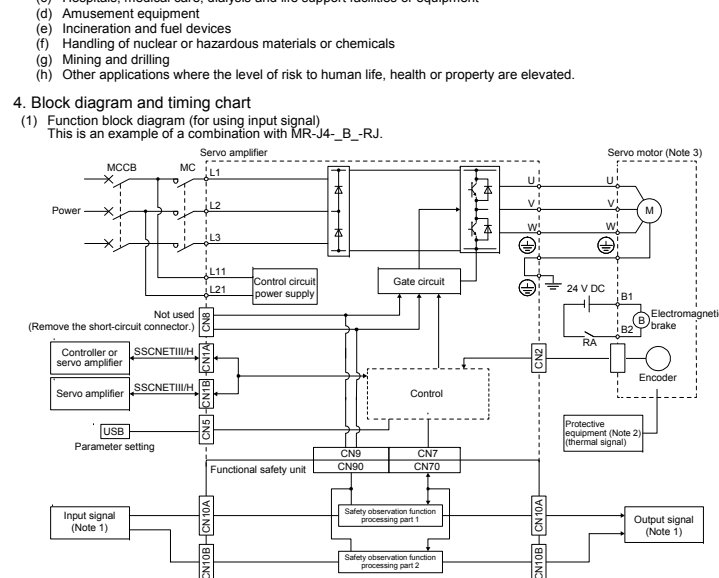 (c) Hospitals, medical care, dialysis and life support facilities or equipment
(d) Amusement equipment
(e) Incineration and fuel devices
(f) Handling of nuclear or hazardous materials or chemicals
(g) Mining and drilling
(h) Other applications where the level of risk to human life, health or property are elevated.
4. Block diagram and timing chart
(1) Function block diagram (for using input signal)
This is an example of a combination with MR-J4-_B_-RJ.
Servo amplifier
Servo motor (Note 3)
MCCB
MC
L1
U
U
Power
L2
V
V
M
W
W
L3
L11
Control circuit
power supply
L21
Gate circuit
24 V DC
B1
B
Electromagnetic
brake
B2
RA
Not used
(Remove the short-circuit connector.)
CN8
Controller or
servo amplifier
SSCNETIII/H
CN1A
CN2
Encoder
Servo amplifier
SSCNETIII/H
CN1B
Control
USB
CN5
Parameter setting
Protective
equipment (Note 2)
(thermal signal)
CN9
CN7
Functional safety unit
CN90
CN70
Input signal
(Note 1)
CN10A
Safety observation function
processing part 1
CN10A
Output signal
(Note 1)
CN10B
Safety observation function
processing part 2
CN10B